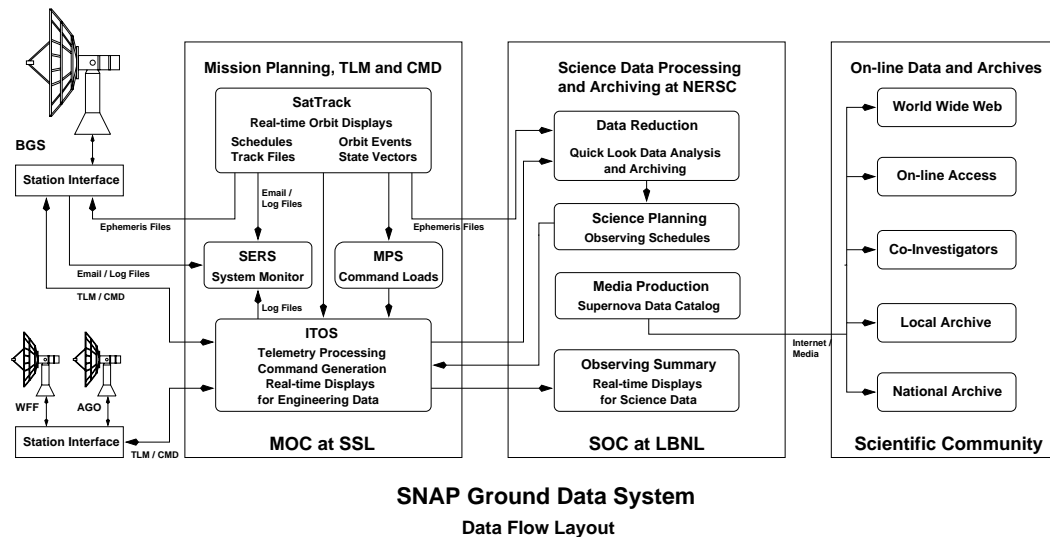 BGS
Station Interface
Ephemeris Files
Email / Log Files
TLM / CMD
WFF
AGO
Station Interface
TLM / CMD
Mission Planning, TLM and CMD
SatTrack
Real-time Orbit Displays
Schedules
Orbit Events
Track Files
State Vectors
Email /
Log Files
Ephemeris Files
SERS
System Monitor
MPS
Command Loads
Log Files
ITOS
Telemetry Processing
Command Generation
Real-time Displays
for Engineering Data
MOC at SSL
Science Data Processing
and Archiving at NERSC
Data Reduction
Quick Look Data Analysis
and Archiving
Science Planning
Observing Schedules
Media Production
Supernova Data Catalog
Observing Summary
Real-time Displays
for Science Data
SOC at LBNL
Internet /
Media
On-line Data and Archives
World Wide Web
On-line Access
Co-Investigators
Local Archive
National Archive
Scientific Community
SNAP Ground Data System
Data Flow Layout